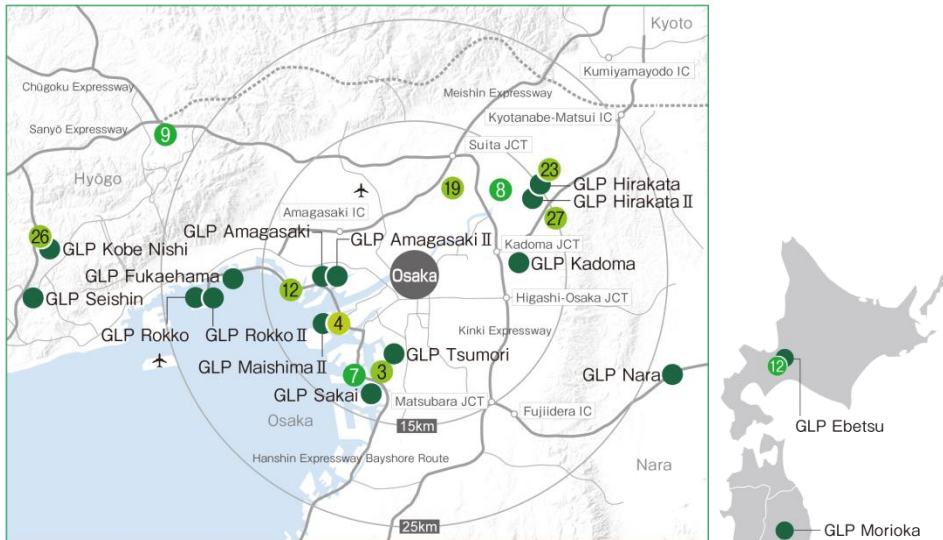 Kyoto
Kumiyamayodo IC
Chūgoku Expressway
Meishin Expressway
Kyotanabe-Matsui IC
Sanyō Expressway
9
Suita JCT
Hyōgo
23
19
8
GLP Hirakata
GLP Hirakata Ⅱ
Amagasaki IC
27
26
GLP Amagasaki
GLP Amagasaki Ⅱ
Kadoma JCT
GLP Kobe Nishi
GLP Kadoma
GLP Fukaehama
Osaka
12
GLP Seishin
Higashi-Osaka JCT
GLP Rokko
GLP Rokko Ⅱ
4
Kinki Expressway
GLP Maishima Ⅱ
GLP Tsumori
7
3
GLP Nara
GLP Sakai
Matsubara JCT
Fujiidera IC
Osaka
15km
Hanshin Expressway Bayshore Route
Nara
25km
12
GLP Ebetsu
GLP Morioka